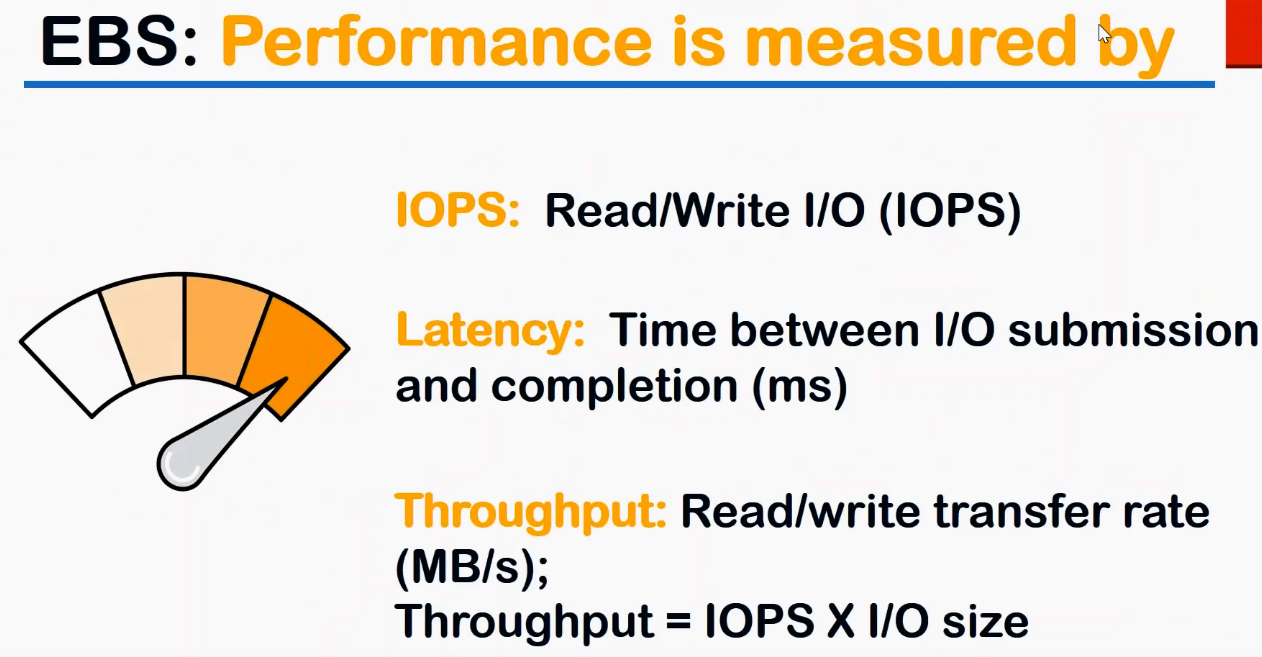 EBS: Performance is measured by
IOPS: Read/Write I/O (IOPS)
Latency: Time between I/O submission
and completion (ms)
Throughput: Read/write transfer rate
(MB/s);
Throughput = IOPS X I/O size